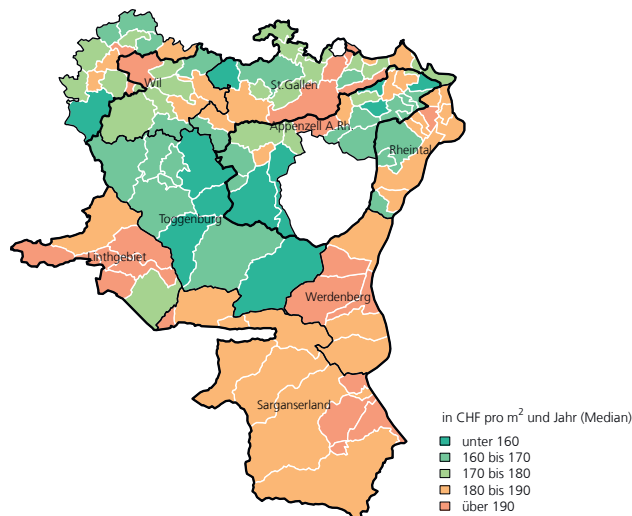 Wil
St.Gallen
Appenzell A.Rh.
Rheintal
Toggenburg
Linthgebiet
Werdenberg
Sarganserland
in CHF pro m² und Jahr (Median)
unter 160
160 bis 170
170 bis 180
180 bis 190
über 190